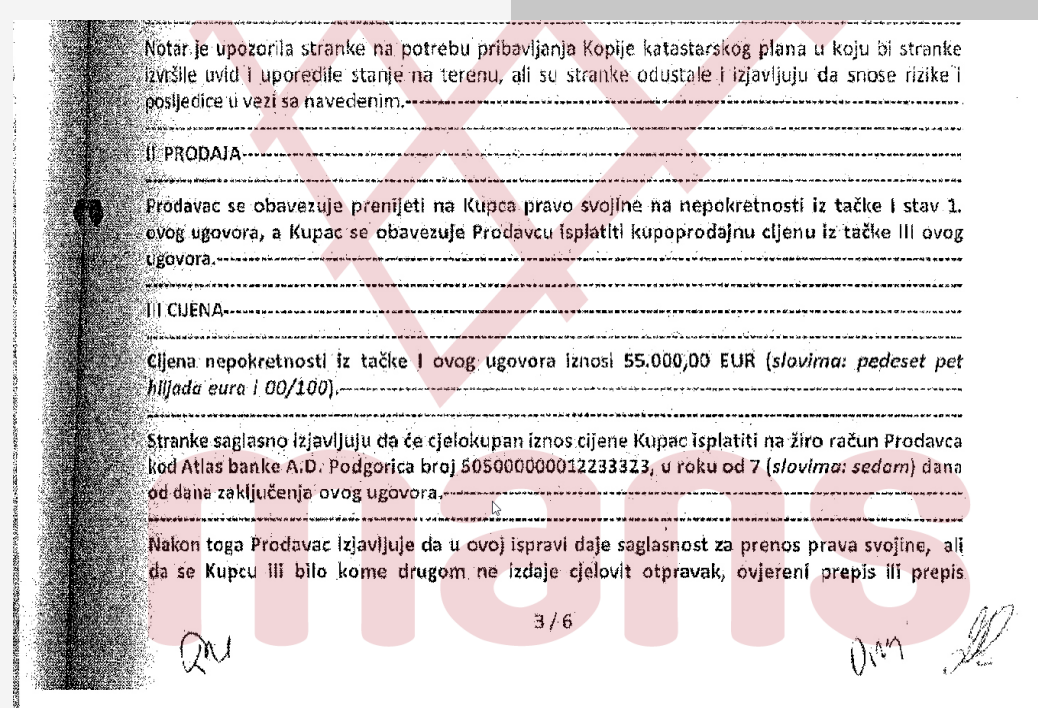 Notar je upozorila stranke na potrebu pribavljanja Kopije katastarskog plana u koju bi stranke
izvršile uvid i uporedile stanje na terenu, ali su stranke odustale i izjavljuju da snose rizike i
posljedice u vezi sa navedenim.
II PRODAJA
Prodavac se obavezuje prenijeti na Kupca pravo svojine na nepokretnosti iz tačke I stav 1.
ovog ugovora, a Kupac se obavezuje Prodavcu isplatiti kupoprodajnu cijenu iz tačke III ovog
ugovora.
III CIJENA
Cijena nepokretnosti iz tačke I ovog ugovora iznosi 55.000,00 EUR (slovima: pedeset pet
hiljada eura i 00/100).
Stranke saglasno izjavljuju da će cjelokupan iznos cijene Kupac isplatiti na žiro račun Prodavca
kod Atlas banke A.D. Podgorica broj 505000000012233323, u roku od 7 (slovima: sedam) dana
od dana zaključenja ovog ugovora.
Nakon toga Prodavac izjavljuje da u ovoj ispravi daje saglasnost za prenos prava svojine, ali
da se Kupcu ili bilo kome drugom ne izdaje cjelovit otpravak, ovjereni prepis ili prepis
3 / 6
mans